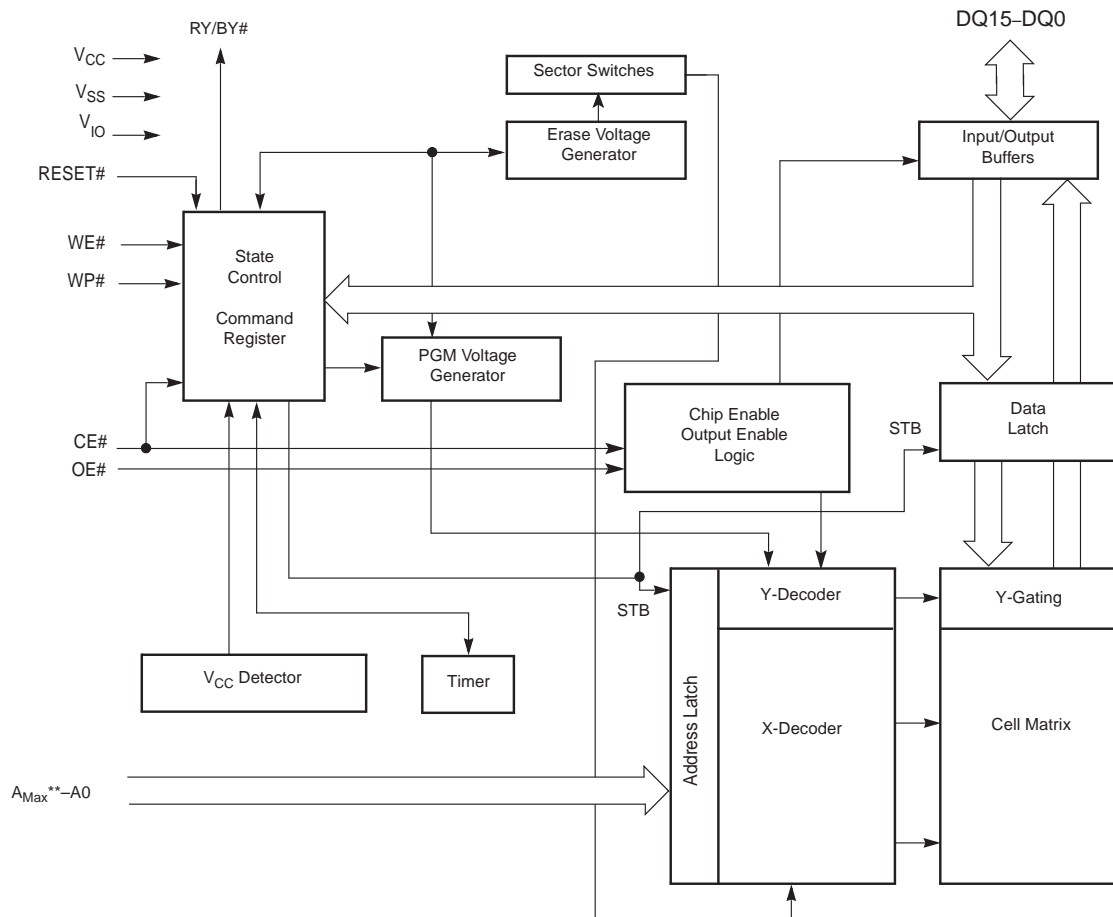 RY/BY#
DQ15–DQ0
VCC
VSS
VIO
RESET#
WE#
WP#
CE#
OE#
AMax**–A0
Sector Switches
Erase Voltage
Generator
Input/Output
Buffers
State
Control
Command
Register
PGM Voltage
Generator
Chip Enable
Output Enable
Logic
STB
Data
Latch
STB
Address Latch
Y-Decoder
Y-Gating
VCC Detector
Timer
X-Decoder
Cell Matrix